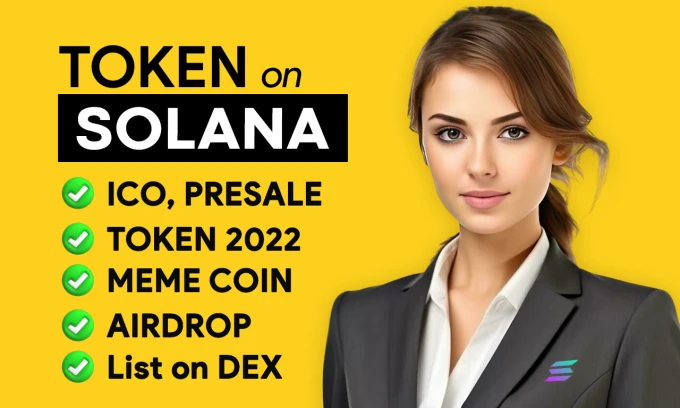 TOKEN on
SOLANA
ICO, PRESALE
TOKEN 2022
MEME COIN
AIRDROP
List on DEX